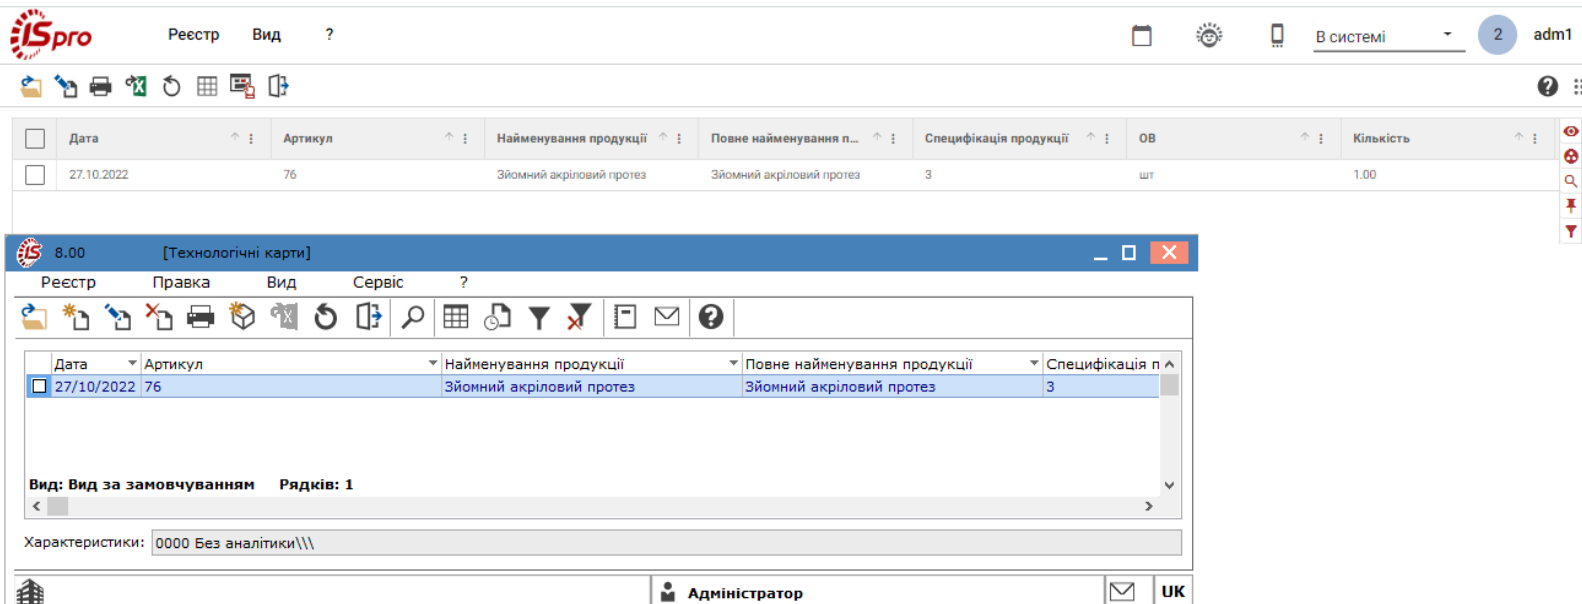 ISpro Реєстр Вид ? В системі 2 adm1
Дата Артикул Найменування продукції Повне найменування п... Специфікація продукції ОВ Кількість
27.10.2022 76 Зйомний акріловий протез Зйомний акріловий протез 3 шт 1.00
IS 8.00 [Технологічні карти]
Реєстр Правка Вид Сервіс ?
Дата Артикул Найменування продукції Повне найменування продукції Специфікація п
27/10/2022 76 Зйомний акріловий протез Зйомний акріловий протез 3
Вид: Вид за замовчуванням Рядків: 1
Характеристики: 0000 Без аналітики\\\
Адміністратор UK